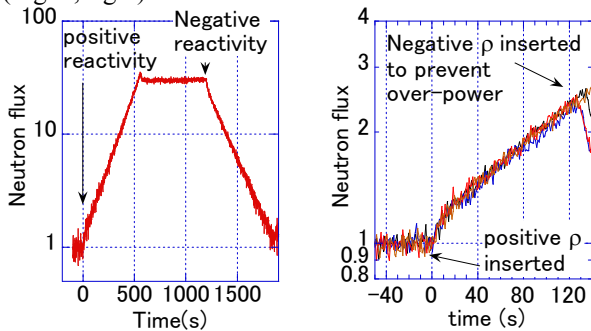 100
10
1
Neutron flux
positive
reactivity
Negative
reactivity
0 500 1000 1500
Time(s)
4
3
2
1
0.9
0.8
Neutron flux
Negative ρ inserted
to prevent
over-power
positive ρ
inserted
-40 0 40 80 120
time (s)